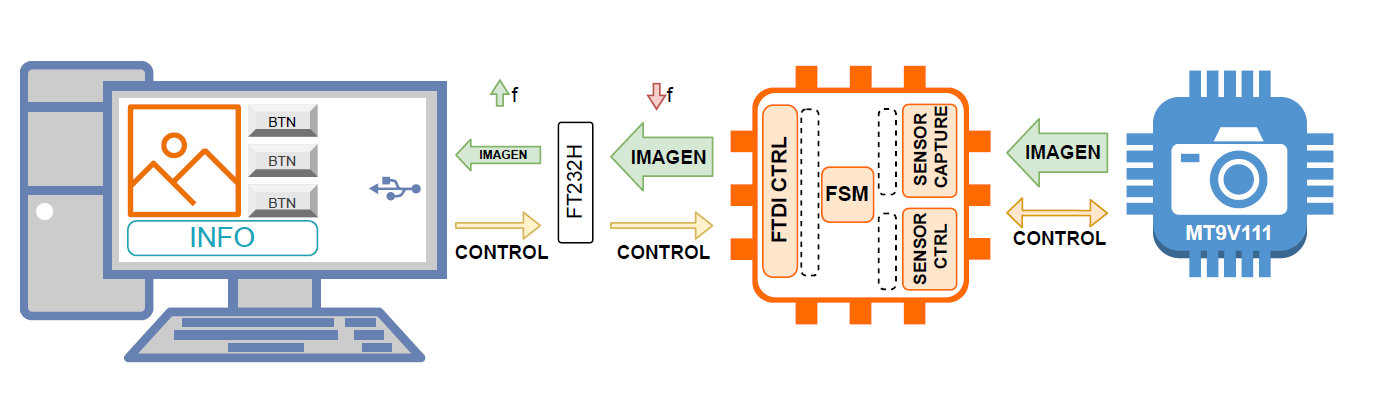 BTN
BTN
BTN
INFO
f
IMAGEN
CONTROL
FT232H
f
IMAGEN
CONTROL
FTDI CTRL
FSM
SENSOR
CAPTURE
SENSOR
CTRL
IMAGEN
CONTROL
MT9V111